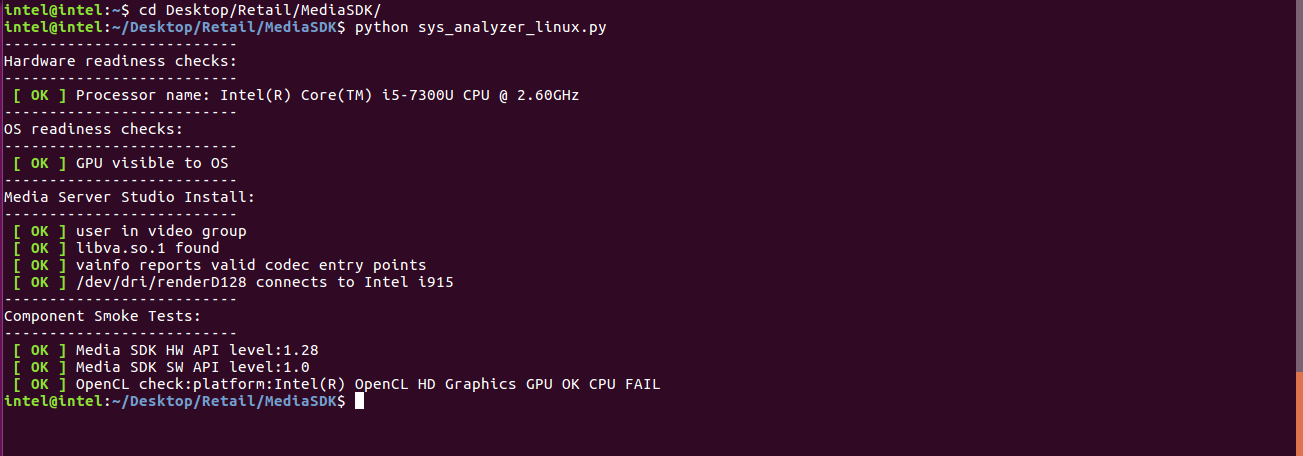 intel@intel:~$ cd Desktop/Retail/MediaSDK/
intel@intel:~/Desktop/Retail/MediaSDK$ python sys_analyzer_linux.py
--------------------------
Hardware readiness checks:
--------------------------
 [ OK ] Processor name: Intel(R) Core(TM) i5-7300U CPU @ 2.60GHz
--------------------------
OS readiness checks:
--------------------------
 [ OK ] GPU visible to OS
--------------------------
Media Server Studio Install:
--------------------------
 [ OK ] user in video group
 [ OK ] libva.so.1 found
 [ OK ] vainfo reports valid codec entry points
 [ OK ] /dev/dri/renderD128 connects to Intel i915
--------------------------
Component Smoke Tests:
--------------------------
 [ OK ] Media SDK HW API level:1.28
 [ OK ] Media SDK SW API level:1.0
 [ OK ] OpenCL check:platform:Intel(R) OpenCL HD Graphics GPU OK CPU FAIL
intel@intel:~/Desktop/Retail/MediaSDK$